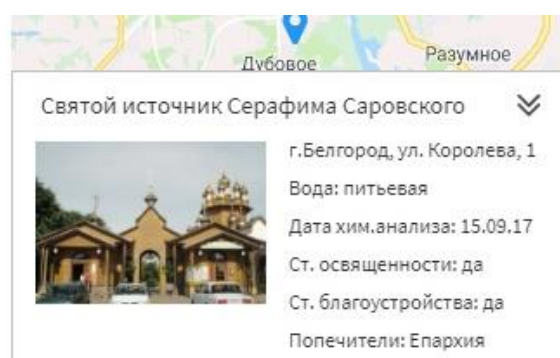 Дубовое
Разумное
Святой источник Серафима Саровского
г.Белгород, ул. Королева, 1
Вода: питьевая
Дата хим.анализа: 15.09.17
Ст. освященности: да
Ст. благоустройства: да
Попечители: Епархия